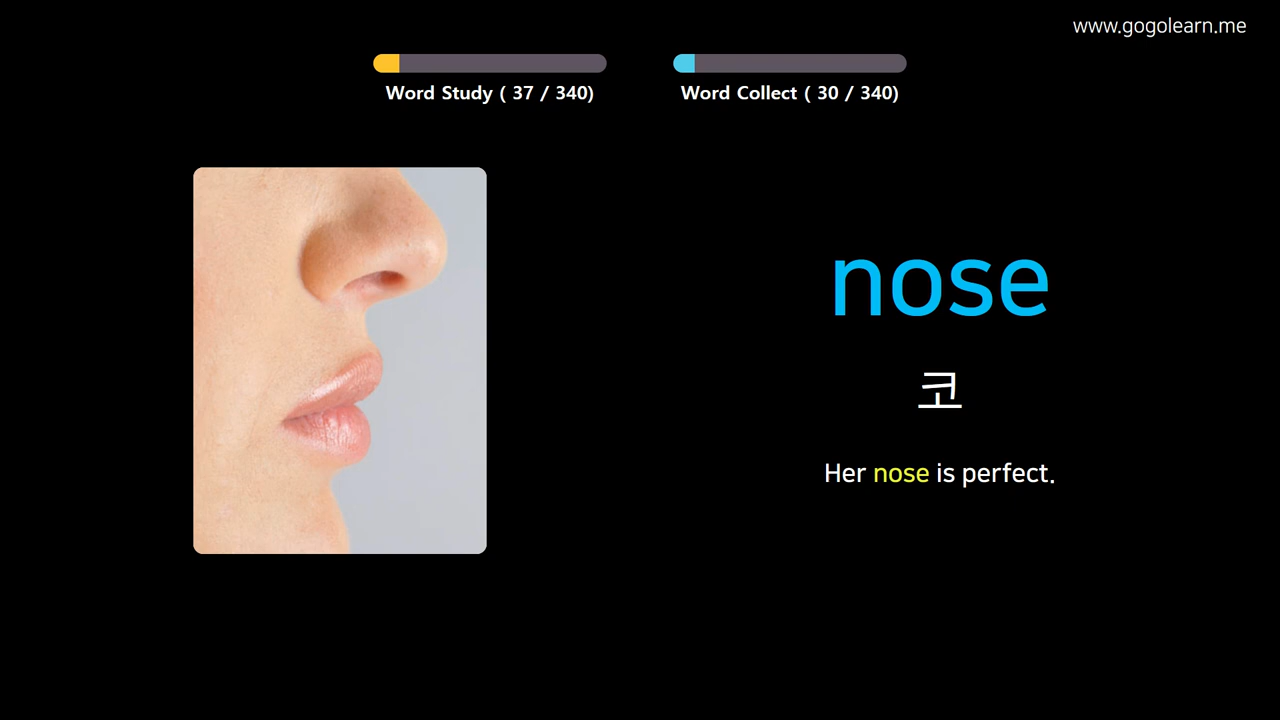 www.gogolearn.me
Word Study ( 37 / 340)
Word Collect ( 30 / 340)
nose
코
Her nose is perfect.